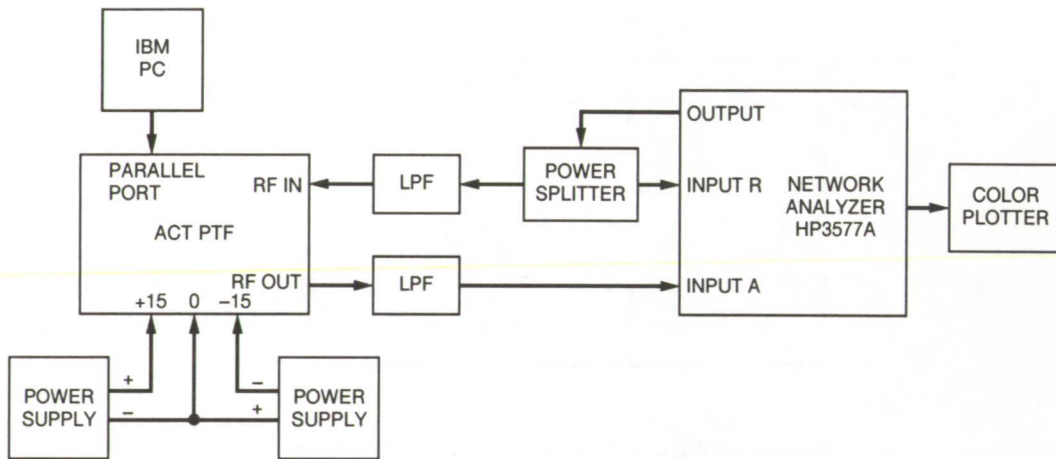 IBM
PC
PARALLEL
PORT
RF IN
ACT PTF
RF OUT
+15 0 −15
LPF
LPF
POWER
SPLITTER
OUTPUT
INPUT R
NETWORK
ANALYZER
HP3577A
INPUT A
COLOR
PLOTTER
POWER
SUPPLY
+
−
−
+
POWER
SUPPLY